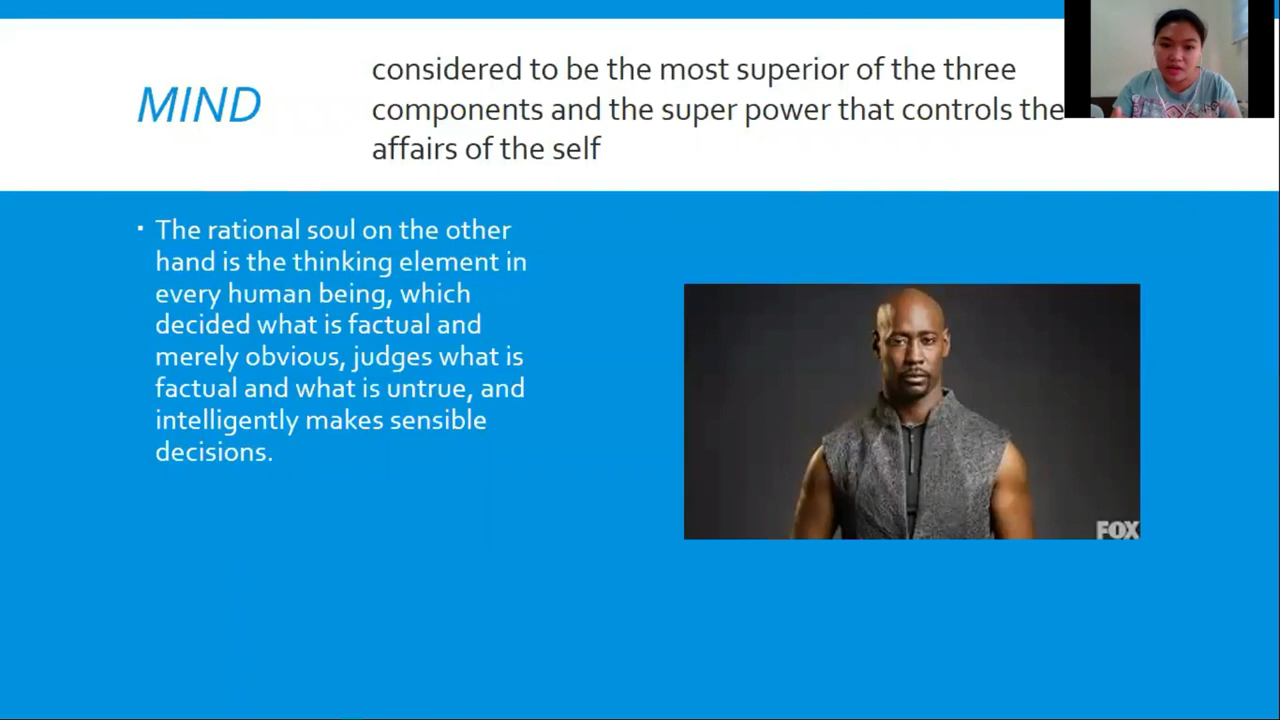 MIND
considered to be the most superior of the three
components and the super power that controls the
affairs of the self
The rational soul on the other
hand is the thinking element in
every human being, which
decided what is factual and
merely obvious, judges what is
factual and what is untrue, and
intelligently makes sensible
decisions.
FOX